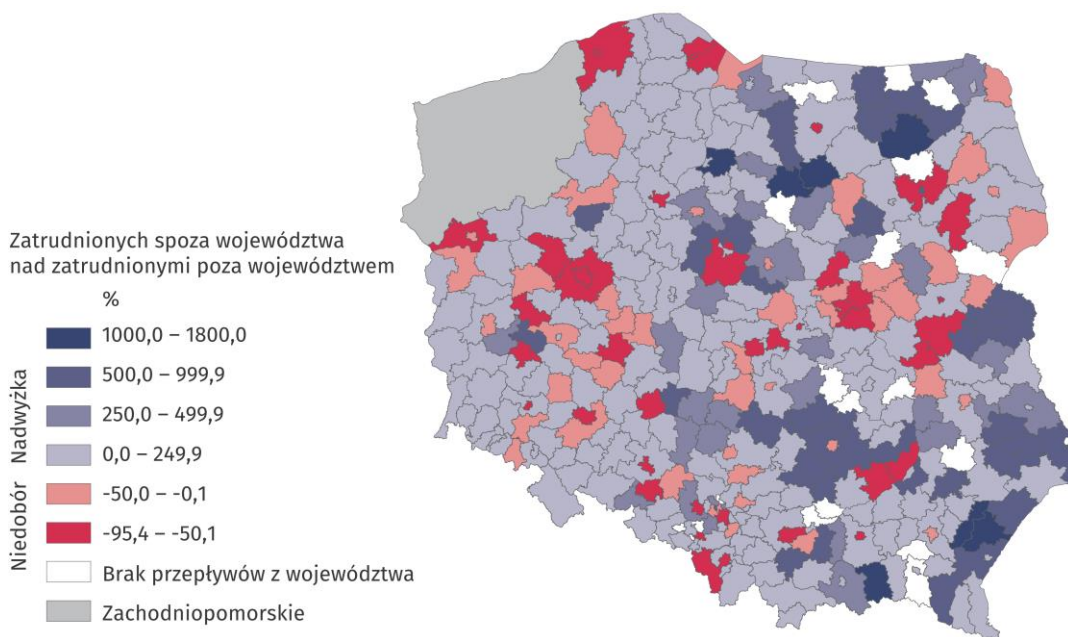 Zatrudnionych spoza województwa
nad zatrudnionymi poza województwem
%
Nadwyżka
1000,0 – 1800,0
500,0 – 999,9
250,0 – 499,9
0,0 – 249,9
Niedobór
-50,0 – -0,1
-95,4 – -50,1
Brak przepływów z województwa
Zachodniopomorskie